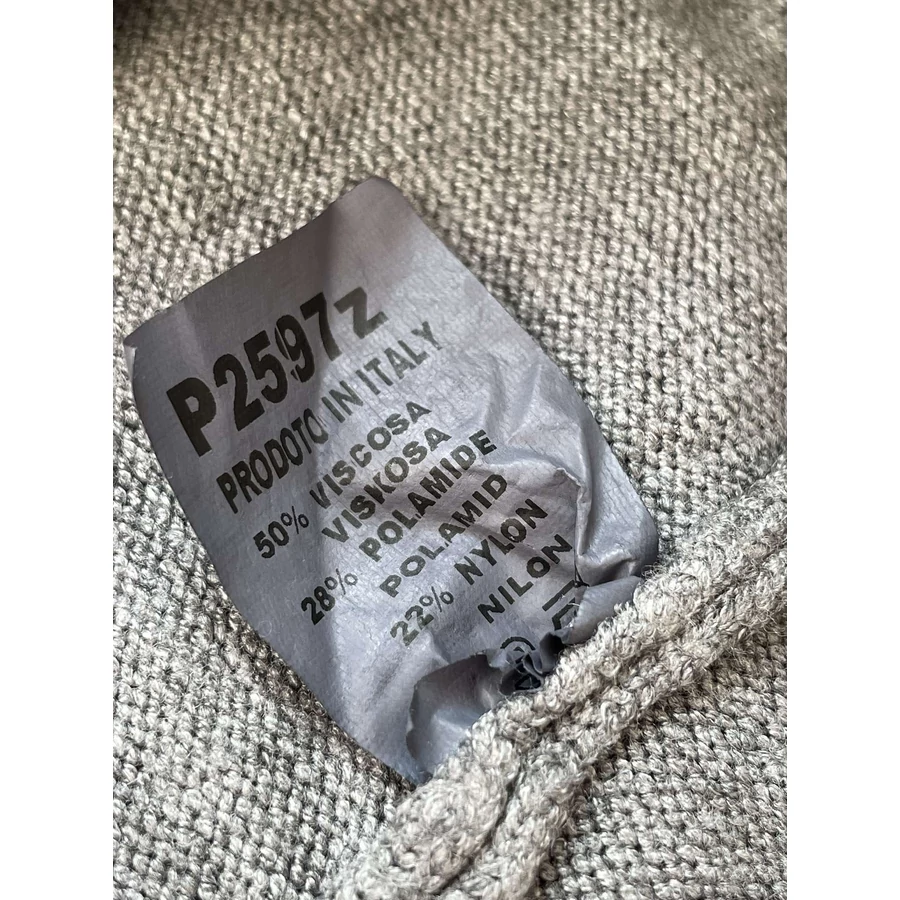 P2597Z
PRODOTO IN ITALY
50% VISCOSA
VISKOSA
28% POLAMIDE
POLAMID
22% NYLON
NILON